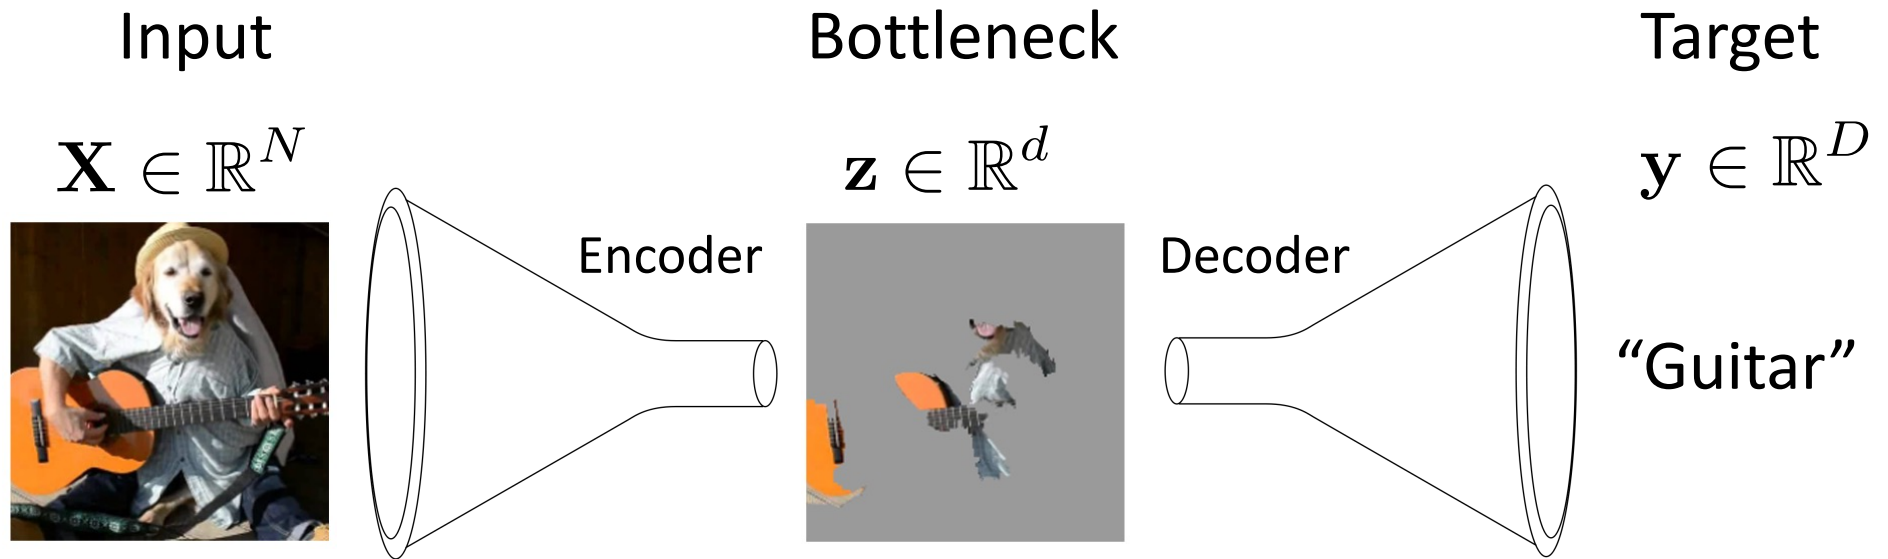 Input
Bottleneck
Target
X ∈ ℝ^N
z ∈ ℝ^d
y ∈ ℝ^D
Encoder
Decoder
“Guitar”